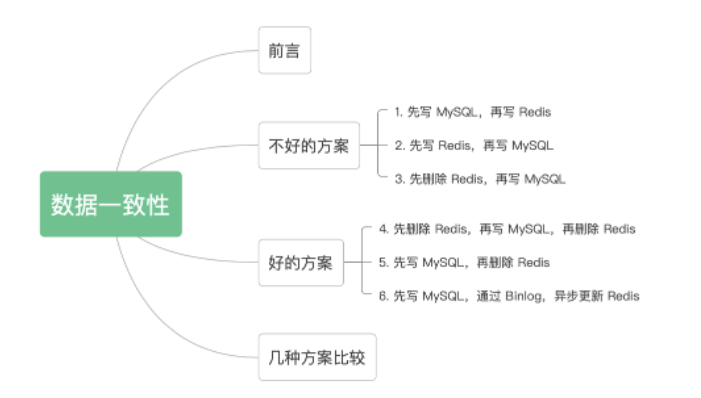 前言
不好的方案
1. 先写 MySQL，再写 Redis
2. 先写 Redis，再写 MySQL
3. 先删除 Redis，再写 MySQL
数据一致性
好的方案
4. 先删除 Redis，再写 MySQL，再删除 Redis
5. 先写 MySQL，再删除 Redis
6. 先写 MySQL，通过 Binlog，异步更新 Redis
几种方案比较